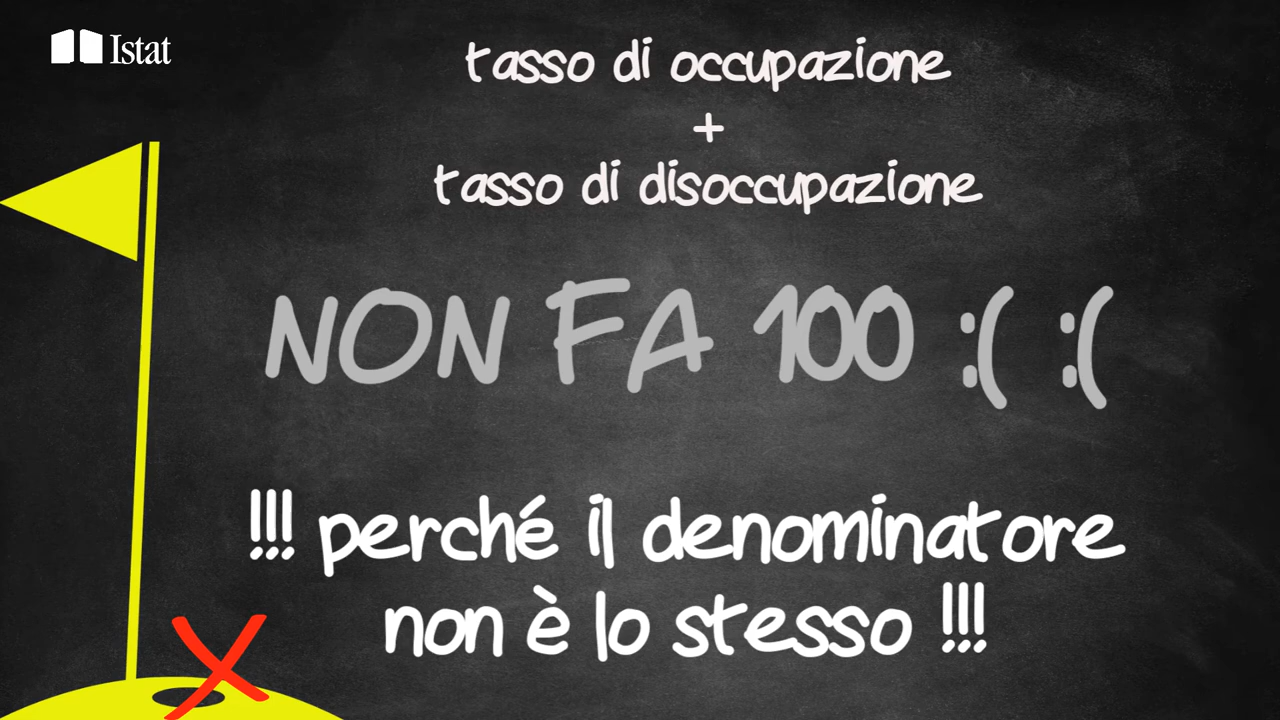 Istat
tasso di occupazione
+
tasso di disoccupazione
NON FA 100 :( :(
!!! perché il denominatore
non è lo stesso !!!